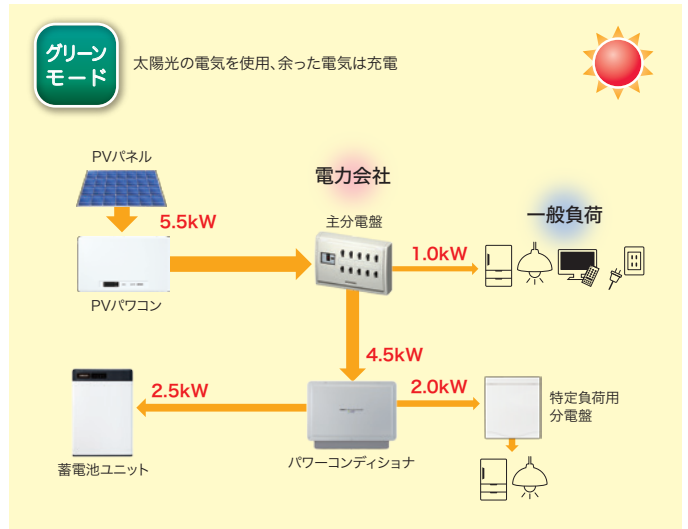 グリーン
モード
太陽光の電気を使用、余った電気は充電
PVパネル
電力会社
5.5kW
主分電盤
一般負荷
1.0kW
PVパワコン
4.5kW
2.5kW
2.0kW
特定負荷用
分電盤
蓄電池ユニット
パワーコンディショナ